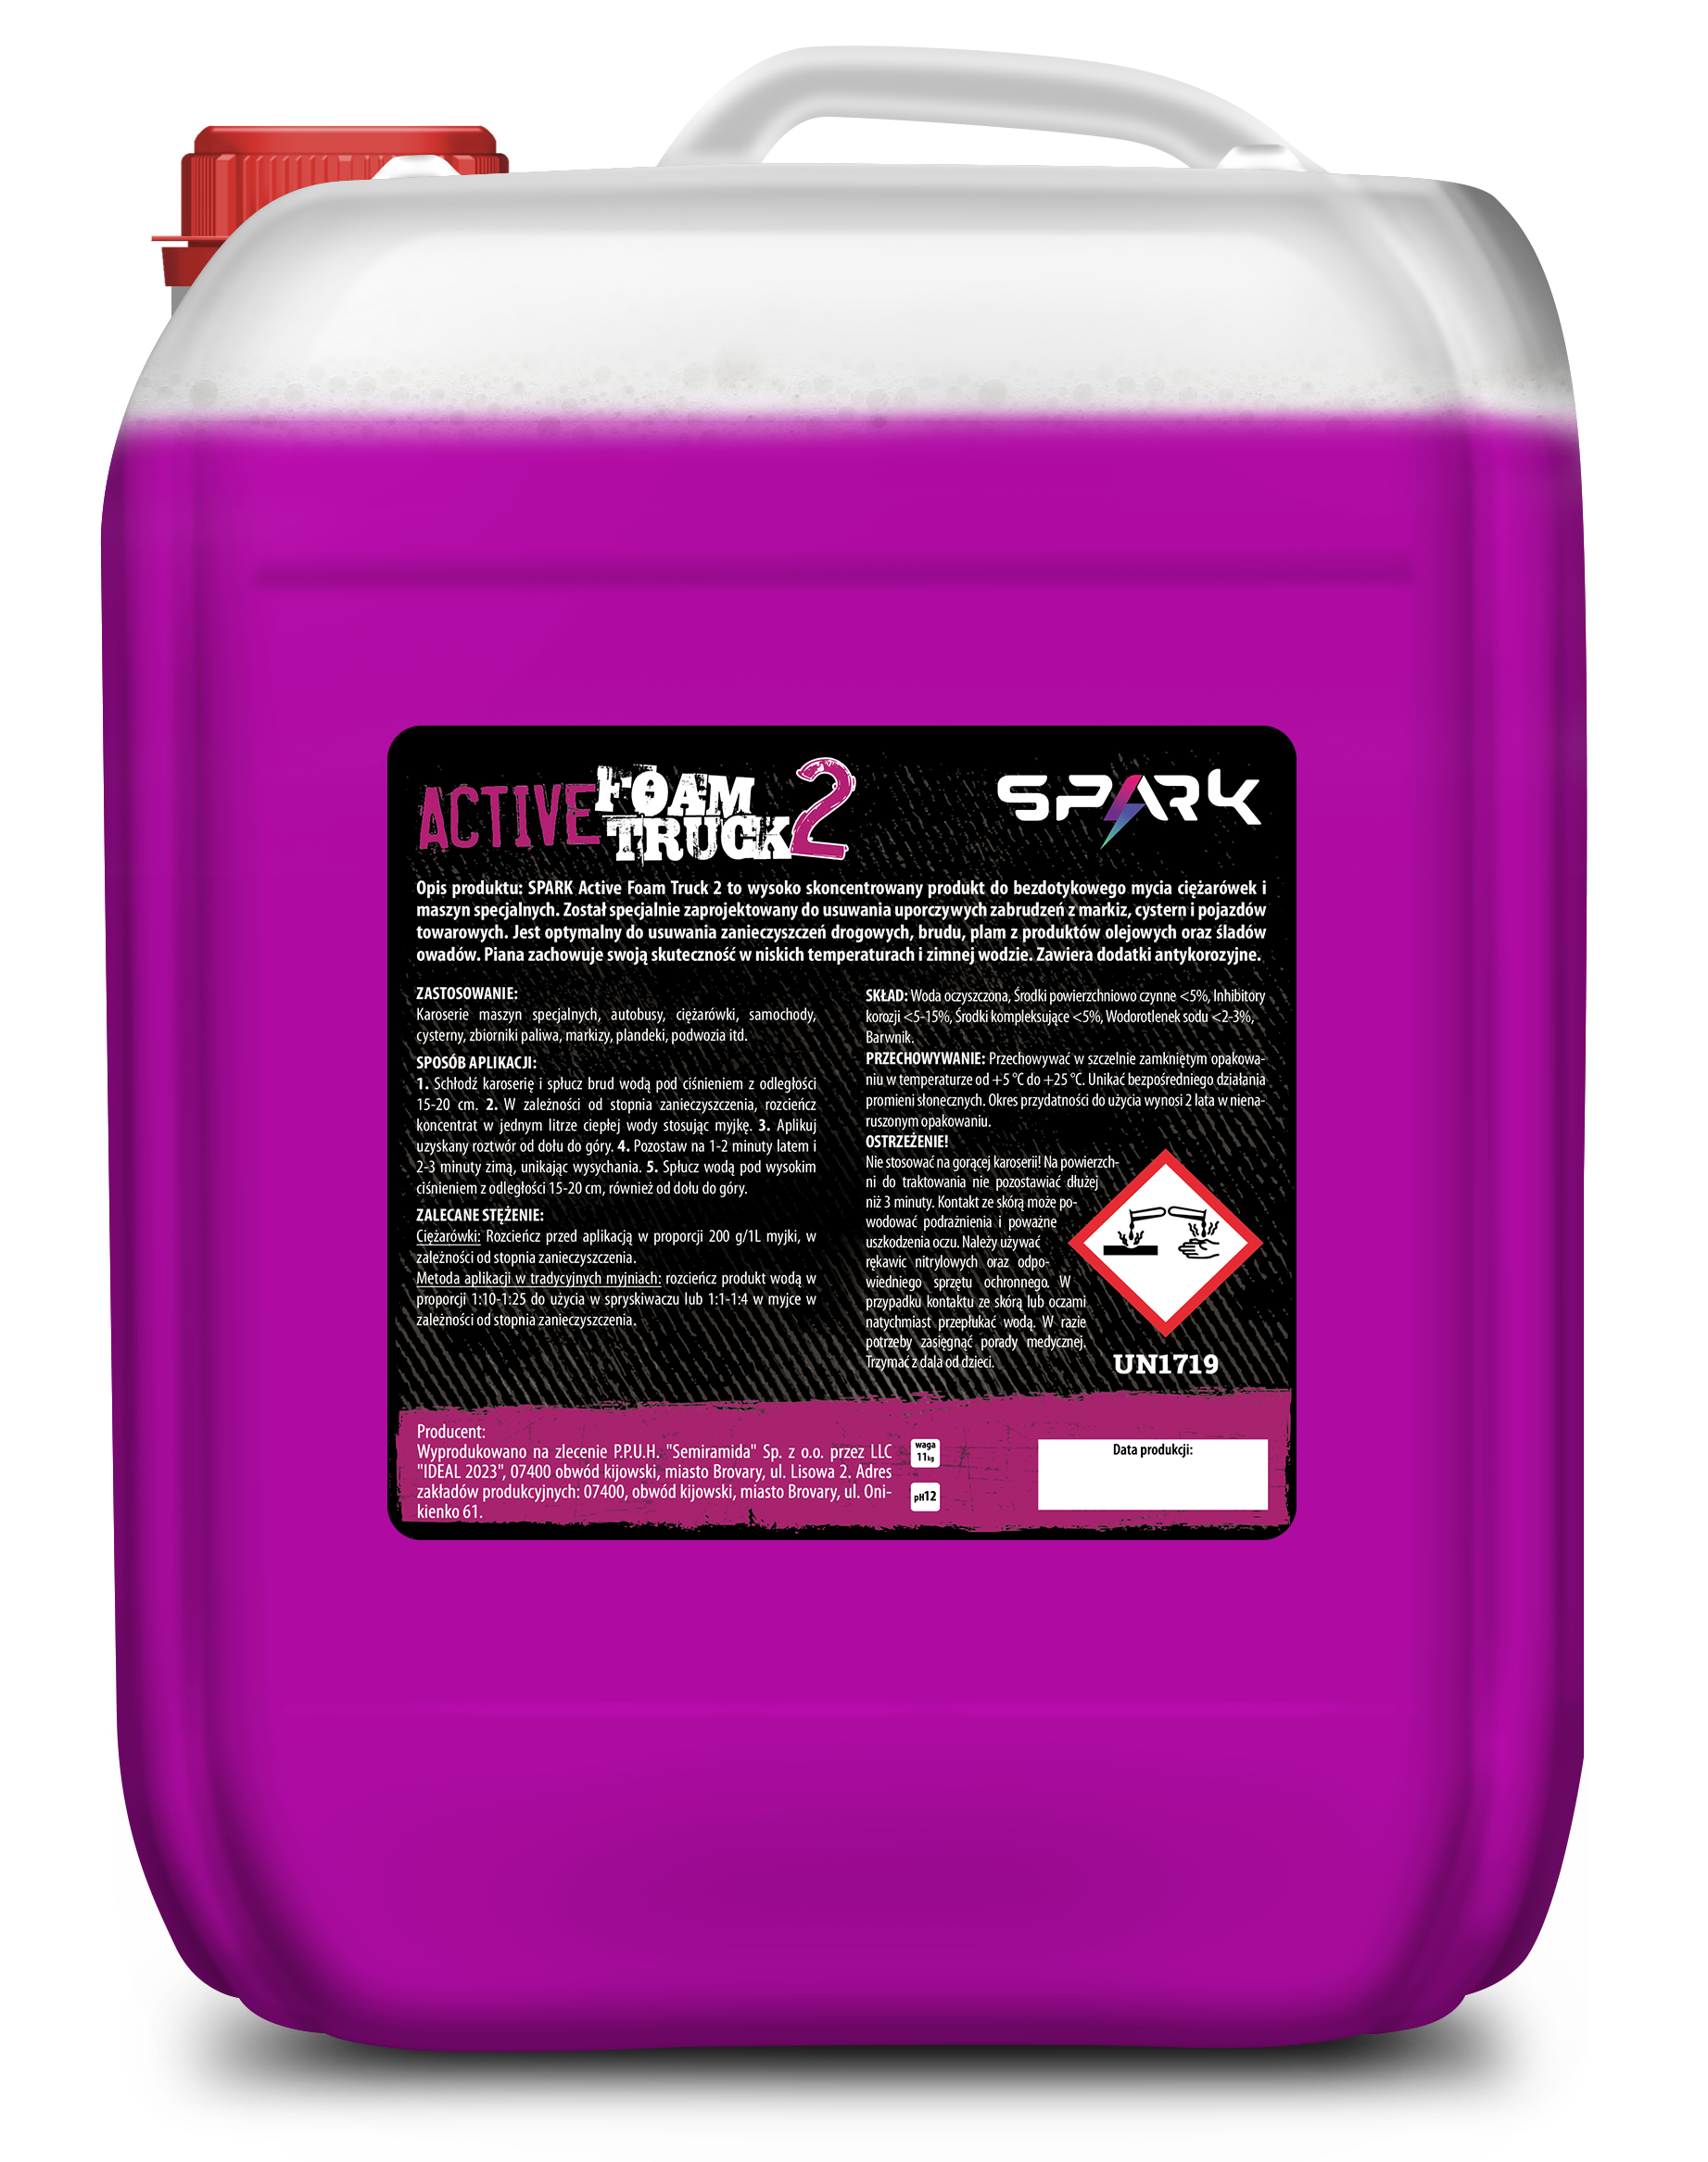 ACTIVE FOAM
TRUCK 2
SPARK
Opis produktu: SPARK Active Foam Truck 2 to wysoko skoncentrowany produkt do bezdotykowego mycia ciężarówek i
maszyn specjalnych. Został specjalnie zaprojektowany do usuwania uporczywych zabrudzeń z markiz, cystern i pojazdów
towarowych. Jest optymalny do usuwania zanieczyszczeń drogowych, brudu, plam z produktów olejowych oraz śladów
owadów. Piana zachowuje swoją skuteczność w niskich temperaturach i zimnej wodzie. Zawiera dodatki antykorozyjne.
ZASTOSOWANIE:
Karoserie maszyn specjalnych, autobusy, ciężarówki, samochody,
cysterny, zbiorniki paliwa, markizy, plandeki, podwozia itd.
SPOSÓB APLIKACJI:
1. Schłodź karoserię i spłucz brud wodą pod ciśnieniem z odległości
15-20 cm. 2. W zależności od stopnia zanieczyszczenia, rozcieńcz
koncentrat w jednym litrze ciepłej wody stosując myjkę. 3. Aplikuj
uzyskany roztwór od dołu do góry. 4. Pozostaw na 1-2 minuty latem i
2-3 minuty zimą, unikając wysychania. 5. Spłucz wodą pod wysokim
ciśnieniem z odległości 15-20 cm, również od dołu do góry.
ZALECANE STĘŻENIE:
Ciężarówki: Rozcieńcz przed aplikacją w proporcji 200 g/1L myjki, w
zależności od stopnia zanieczyszczenia.
Metoda aplikacji w tradycyjnych myjniach: rozcieńcz produkt wodą w
proporcji 1:10-1:25 do użycia w spryskiwaczu lub 1:1-1:4 w myjce w
zależności od stopnia zanieczyszczenia.
SKŁAD: Woda oczyszczona, Środki powierzchniowo czynne <5%, Inhibitory
korozji <5-15%, Środki kompleksujące <5%, Wodorotlenek sodu <2-3%,
Barwnik.
PRZECHOWYWANIE: Przechowywać w szczelnie zamkniętym opakowa-
niu w temperaturze od +5 °C do +25 °C. Unikać bezpośredniego działania
promieni słonecznych. Okres przydatności do użycia wynosi 2 lata w niena-
ruszonym opakowaniu.
OSTRZEŻENIE!
Nie stosować na gorącej karoserii! Na powierzch-
ni do traktowania nie pozostawiać dłużej
niż 3 minuty. Kontakt ze skórą może po-
wodować podrażnienia i poważne
uszkodzenia oczu. Należy używać
rękawic nitrylowych oraz odpo-
wiedniego sprzętu ochronnego. W
przypadku kontaktu ze skórą lub oczami
natychmiast przepłukać wodą. W razie
potrzeby zasięgnąć porady medycznej.
Trzymać z dala od dzieci.
UN1719
Producent:
Wyprodukowano na zlecenie P.P.U.H. "Semiramida" Sp. z o.o. przez LLC
"IDEAL 2023", 07400 obwód kijowski, miasto Brovary, ul. Lisowa 2. Adres
zakładów produkcyjnych: 07400, obwód kijowski, miasto Brovary, ul. Oni-
kienko 61.
waga
11kg
pH12
Data produkcji: